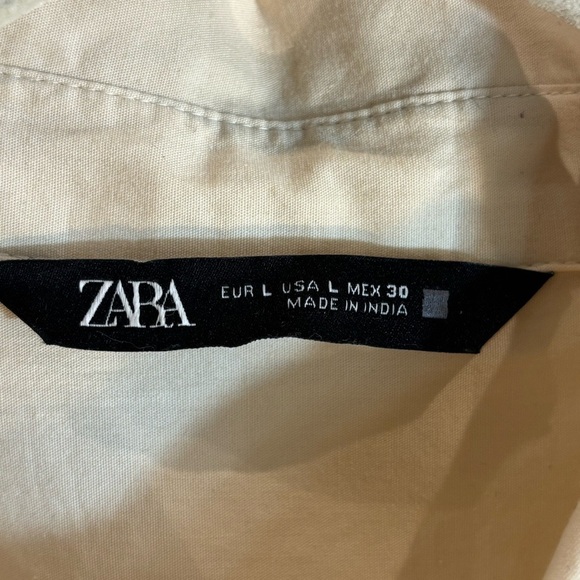 ZARA
EUR L USA L MEX 30
MADE IN INDIA